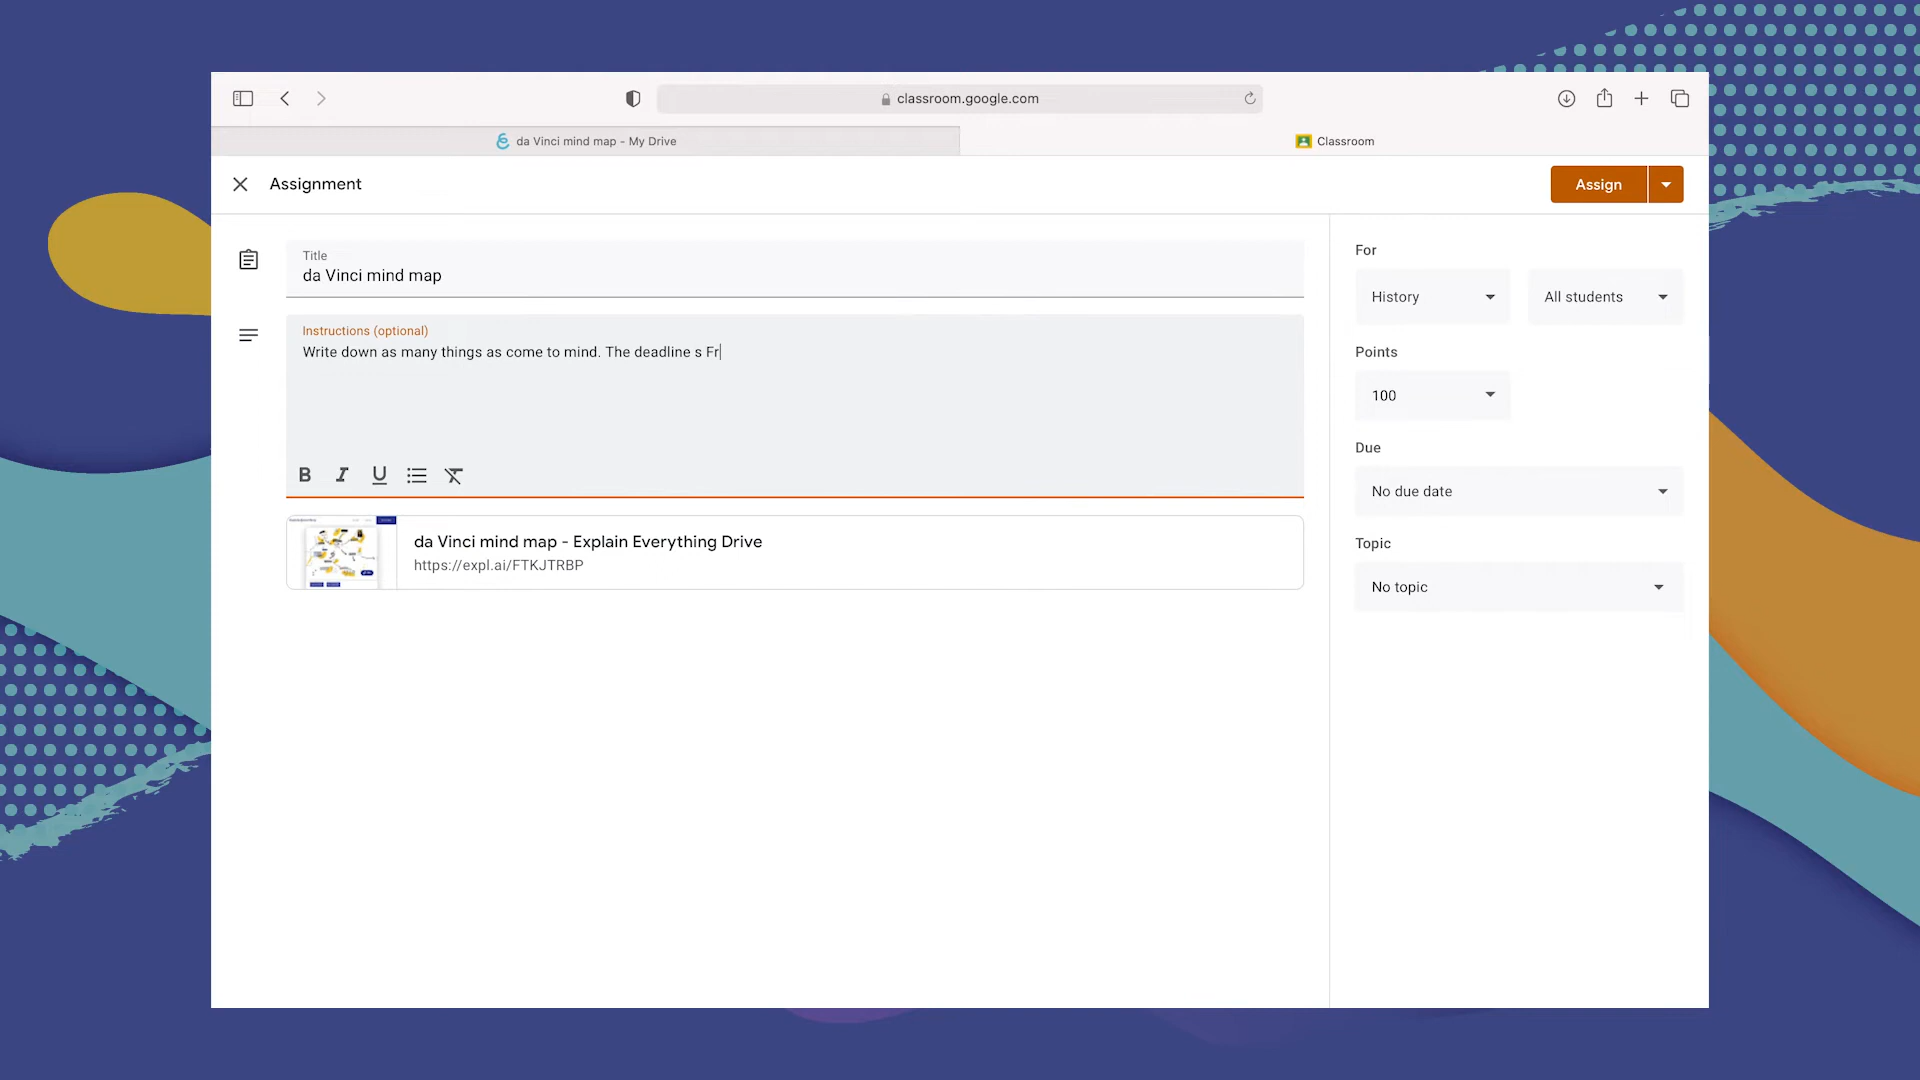 classroom.google.com
da Vinci mind map - My Drive
Classroom
Assignment
Assign
Title
da Vinci mind map
Instructions (optional)
Write down as many things as come to mind. The deadline s Fr
B I U
da Vinci mind map - Explain Everything Drive
https://expl.ai/FTKJTRBP
For
History
All students
Points
100
Due
No due date
Topic
No topic